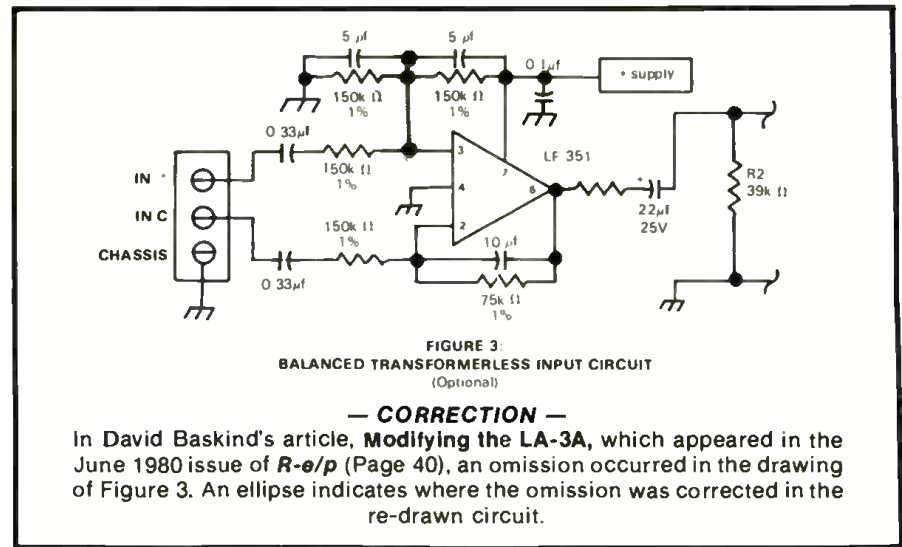 5 µf 5 µf
0 1µf
* supply
150k Ω 150k Ω
1% 1%
0 33µf
3
LF 351
IN
150k Ω
1%
7
4
6
R2
39k Ω
IN C
150k Ω
1%
2
10 µf
+
22µf
25V
CHASSIS
0 33µf
75k Ω
1%
FIGURE 3:
BALANCED TRANSFORMERLESS INPUT CIRCUIT
(Optional)
— CORRECTION —
In David Baskind's article, Modifying the LA-3A, which appeared in the
June 1980 issue of R-e/p (Page 40), an omission occurred in the drawing
of Figure 3. An ellipse indicates where the omission was corrected in the
re-drawn circuit.